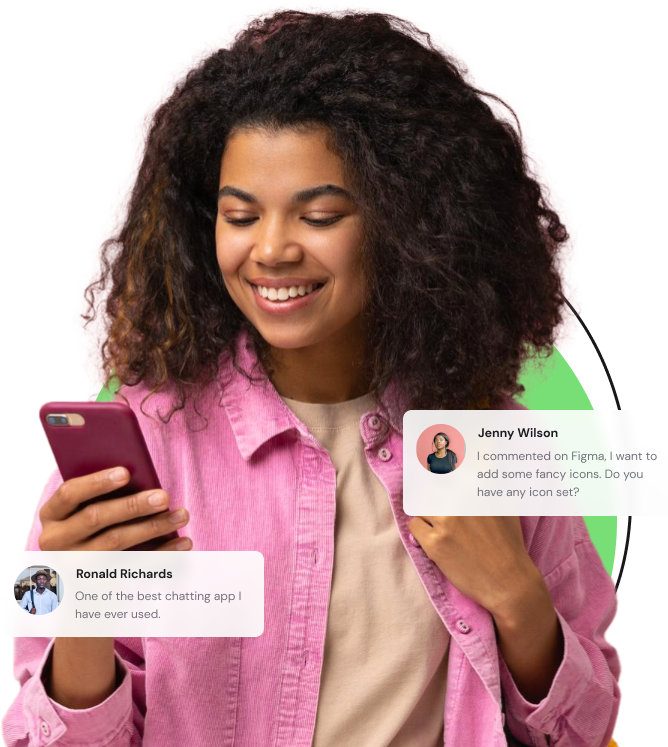 Jenny Wilson
I commented on Figma, I want to
add some fancy icons. Do you
have any icon set?
Ronald Richards
One of the best chatting app I
have ever used.